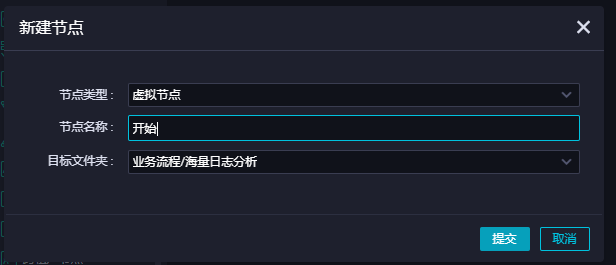 新建节点
节点类型 : 虚拟节点
节点名称 : 开始
目标文件夹 : 业务流程/海量日志分析
提交 取消